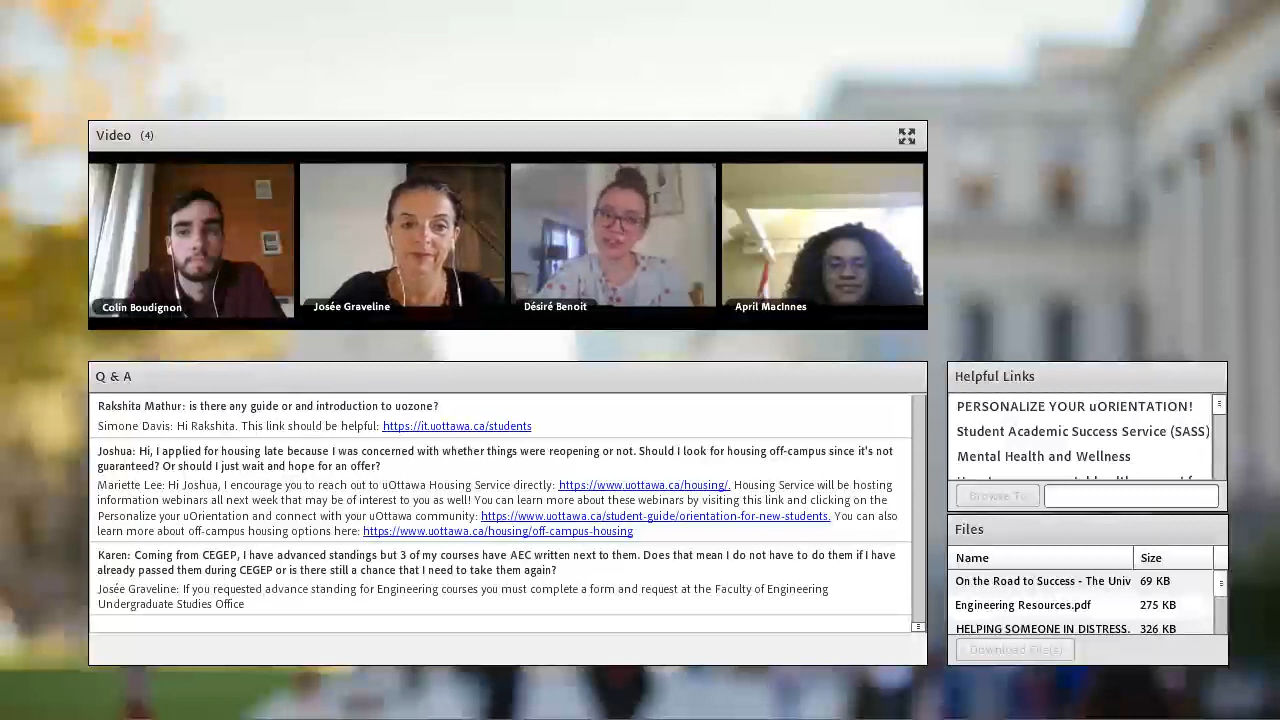 Video (4)
Colin Boudignon
Josée Graveline
Désiré Benoit
April MacInnes
Q & A
Rakshita Mathur: is there any guide or and introduction to uozone?
Simone Davis: Hi Rakshita. This link should be helpful: https://it.uottawa.ca/students
Joshua: Hi, I applied for housing late because I was concerned with whether things were reopening or not. Should I look for housing off-campus since it's not
guaranteed? Or should I just wait and hope for an offer?
Mariette Lee: Hi Joshua, I encourage you to reach out to uOttawa Housing Service directly: https://www.uottawa.ca/housing/. Housing Service will be hosting
information webinars all next week that may be of interest to you as well! You can learn more about these webinars by visiting this link and clicking on the
Personalize your uOrientation and connect with your uOttawa community: https://www.uottawa.ca/student-guide/orientation-for-new-students. You can also
learn more about off-campus housing options here: https://www.uottawa.ca/housing/off-campus-housing
Karen: Coming from CEGEP, I have advanced standings but 3 of my courses have AEC written next to them. Does that mean I do not have to do them if I have
already passed them during CEGEP or is there still a chance that I need to take them again?
Josée Graveline: If you requested advance standing for Engineering courses you must complete a form and request at the Faculty of Engineering
Undergraduate Studies Office
Helpful Links
PERSONALIZE YOUR uORIENTATION!
Student Academic Success Service (SASS)
Mental Health and Wellness
Browse To
Files
Name Size
On the Road to Success - The Univ 69 KB
Engineering Resources.pdf 275 KB
HELPING SOMEONE IN DISTRESS. 326 KB
Download File(s)